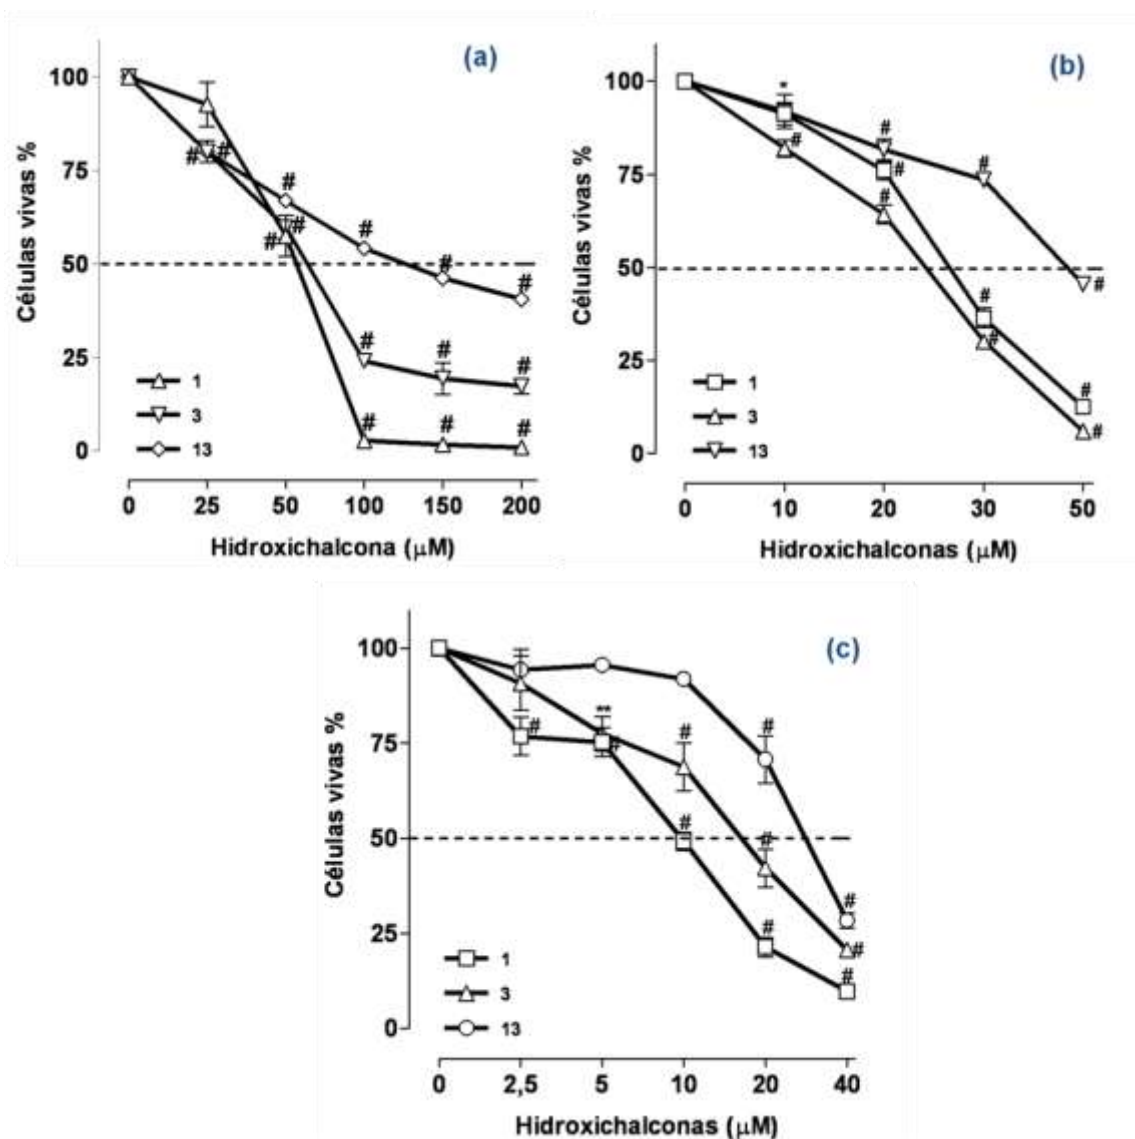 (a)
Células vivas %
100
75
50
25
0
# # # # # # # # # # # # #
1
3
13
0 25 50 100 150 200
Hidroxichalcona (µM)
(b)
Células vivas %
100
75
50
25
0
* # # # # # # # # # #
1
3
13
0 10 20 30 50
Hidroxichalconas (µM)
(c)
Células vivas %
100
75
50
25
0
# ** # # # # # # # # #
1
3
13
0 2,5 5 10 20 40
Hidroxichalconas (µM)